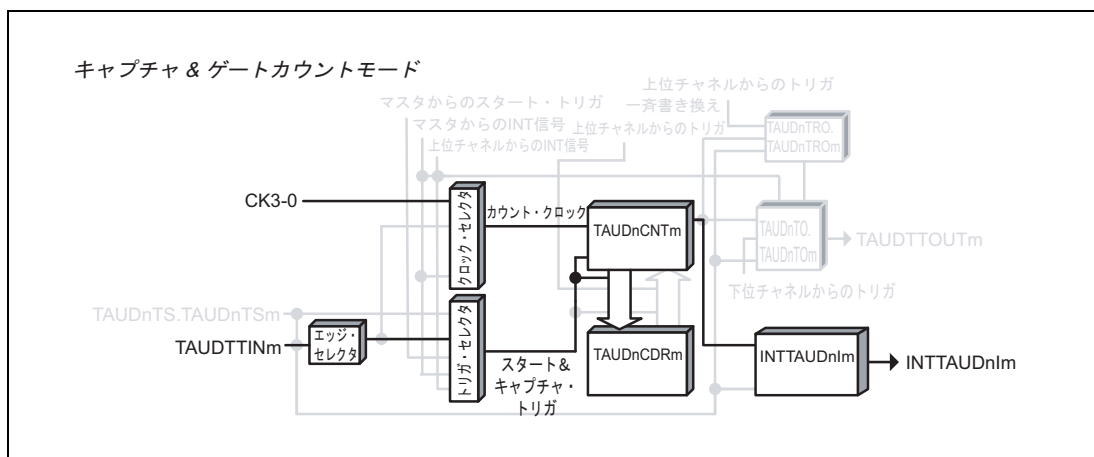 キャプチャ & ゲートカウントモード
上位チャネルからのトリガ
マスタからのスタート・トリガ
一斉書き換え
マスタからのINT信号
上位チャネルからのトリガ
上位チャネルからのINT信号
TAUDnTRO.
TAUDnTROm
CK3-0
クロック・セレクタ
カウント・クロック
TAUDnCNTm
TAUDnTO.
TAUDnTOm
TAUDTTOUTm
下位チャネルからのトリガ
TAUDnTS.TAUDnTSm
TAUDTTINm
エッジ・
セレクタ
トリガ・セレクタ
スタート&
キャプチャ・
トリガ
TAUDnCDRm
INTTAUDnIm
INTTAUDnIm